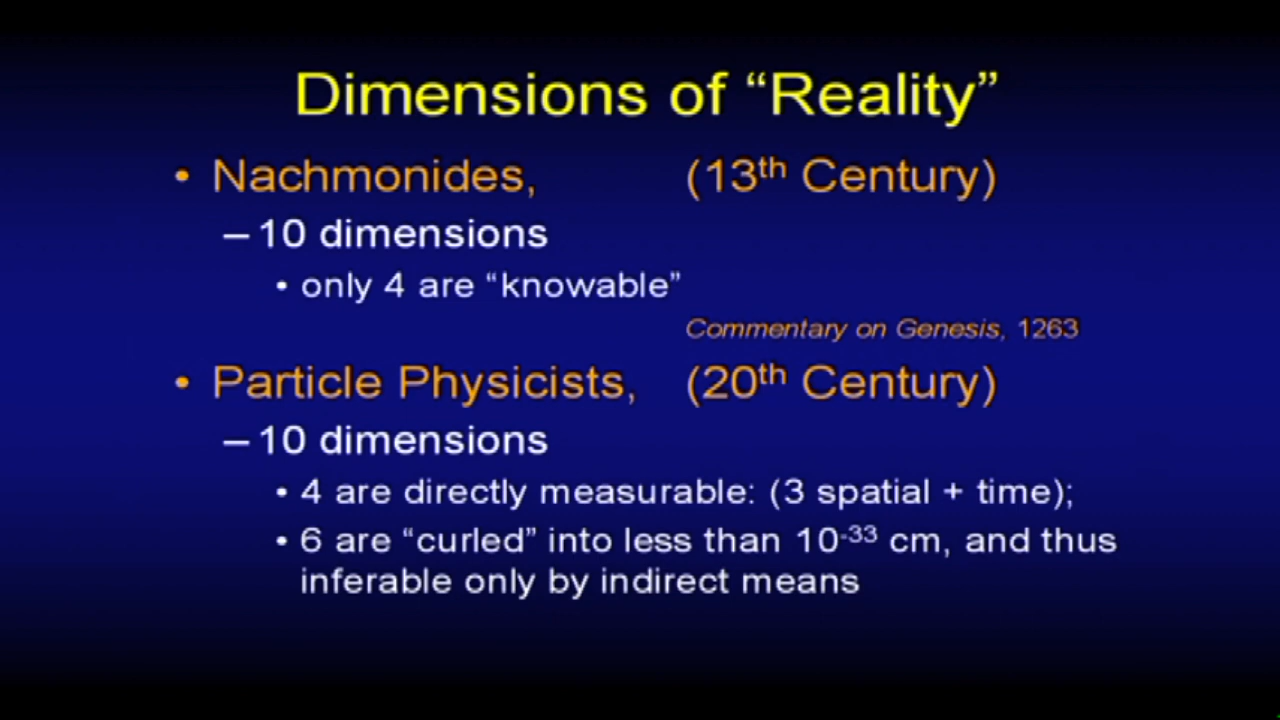 Dimensions of “Reality”
• Nachmonides, (13th Century)
– 10 dimensions
• only 4 are “knowable”
Commentary on Genesis, 1263
• Particle Physicists, (20th Century)
– 10 dimensions
• 4 are directly measurable: (3 spatial + time);
• 6 are “curled” into less than 10-33 cm, and thus
inferable only by indirect means